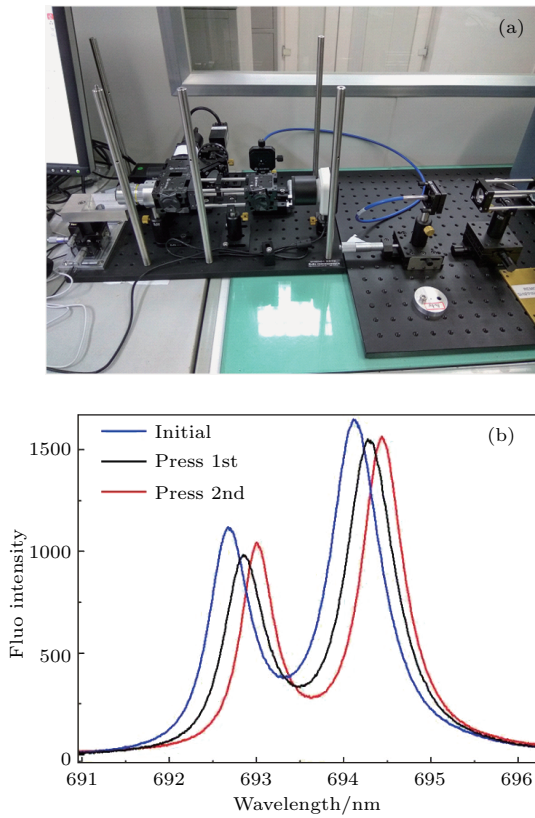 (a)
(b)
Initial
Press 1st
Press 2nd
1500
1000
500
0
Fluo intensity
691 692 693 694 695 696
Wavelength/nm